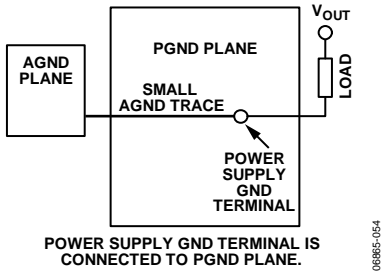 VOUT
PGND PLANE
AGND
PLANE
LOAD
SMALL
AGND TRACE
POWER
SUPPLY
GND
TERMINAL
POWER SUPPLY GND TERMINAL IS
CONNECTED TO PGND PLANE.
06865-054